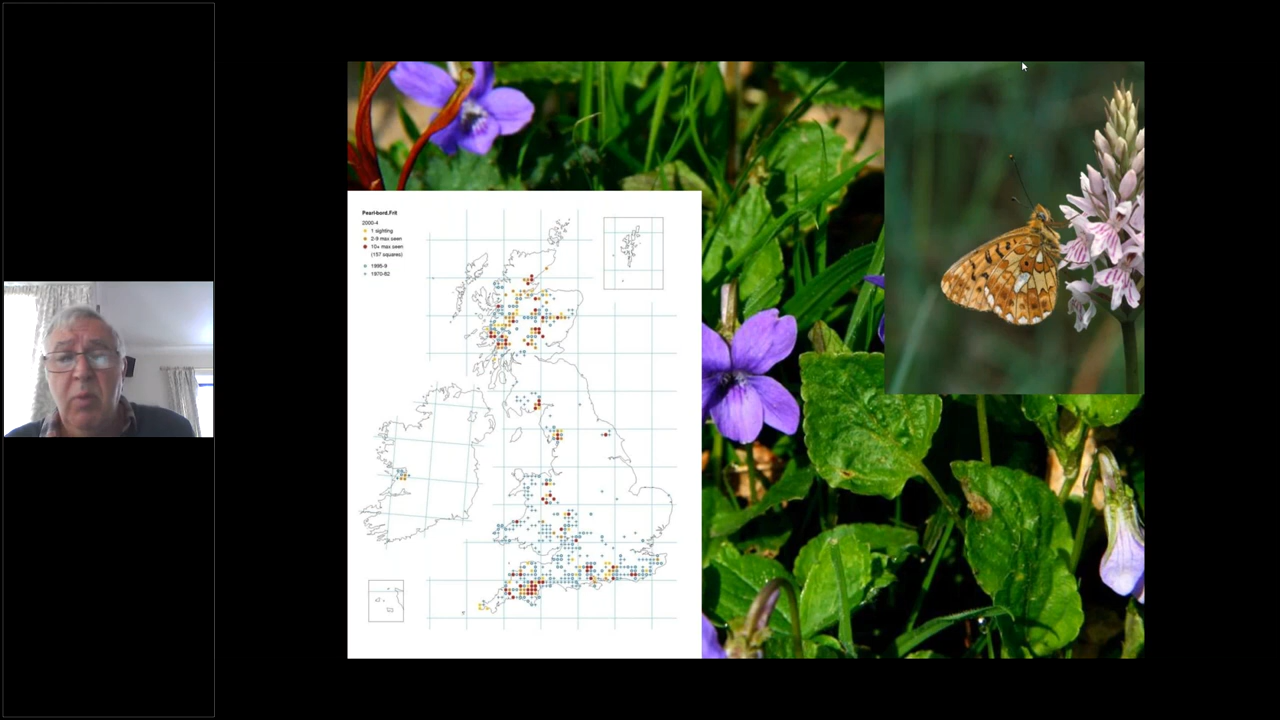 Pearl-bord.Frit
2000-4
1 sighting
2-9 max seen
10+ max seen
(157 squares)
1995-9
1970-82